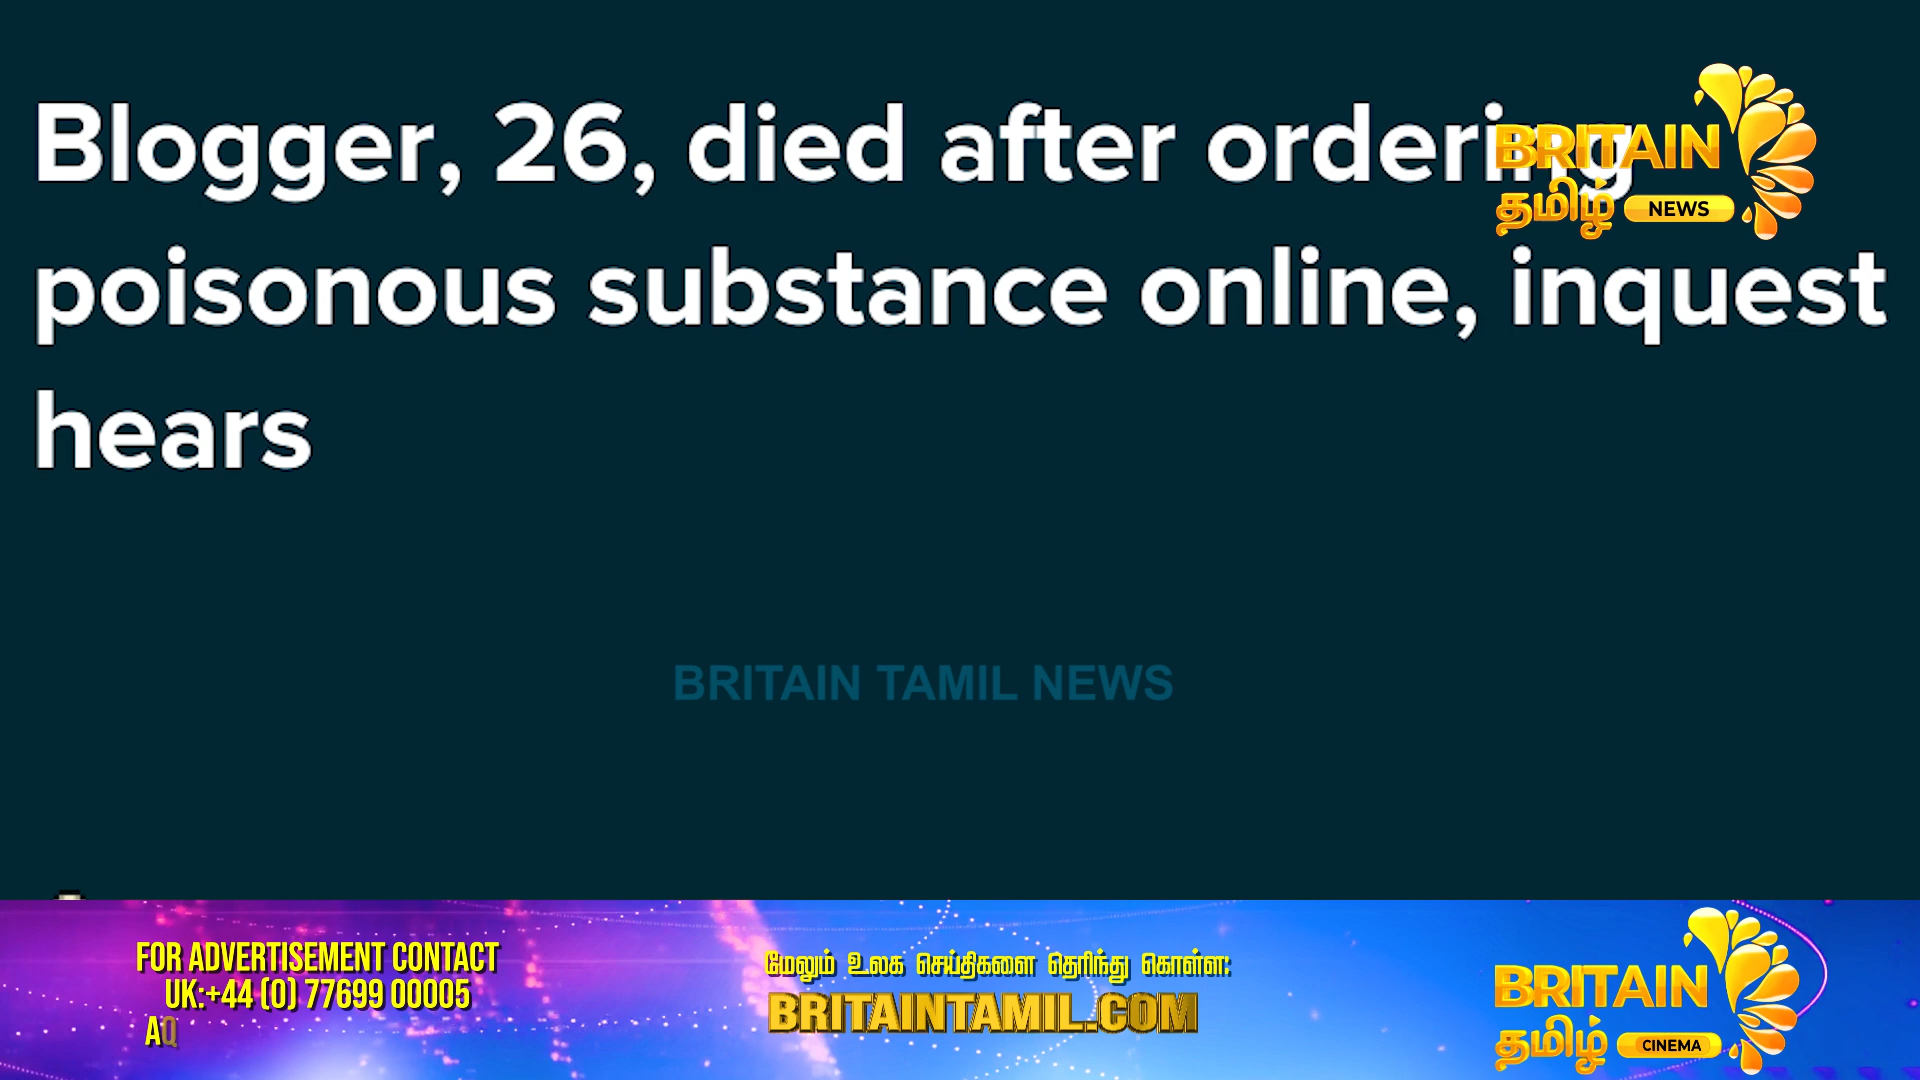 Blogger, 26, died after ordering
poisonous substance online, inquest
hears
BRITAIN
தமிழ் NEWS
BRITAIN TAMIL NEWS
FOR ADVERTISEMENT CONTACT
UK:+44 (0) 77699 00005
AQ
மேலும் உலக செய்திகளை தெரிந்து கொள்ள:
BRITAINTAMIL.COM
BRITAIN
தமிழ் CINEMA